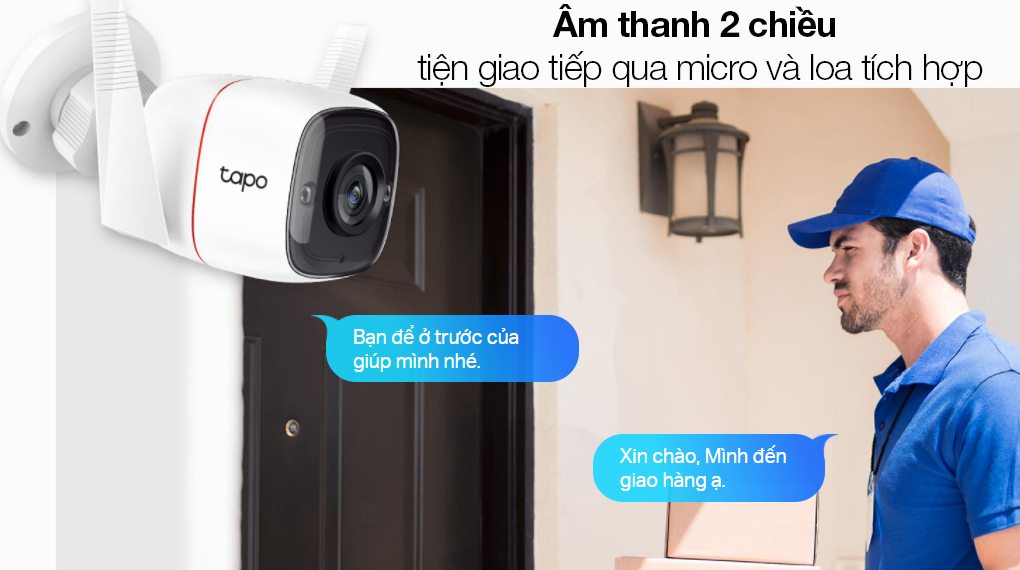 Âm thanh 2 chiều
tiện giao tiếp qua micro và loa tích hợp
tapo
Bạn để ở trước của
giúp mình nhé.
Xin chào, Mình đến
giao hàng ạ.